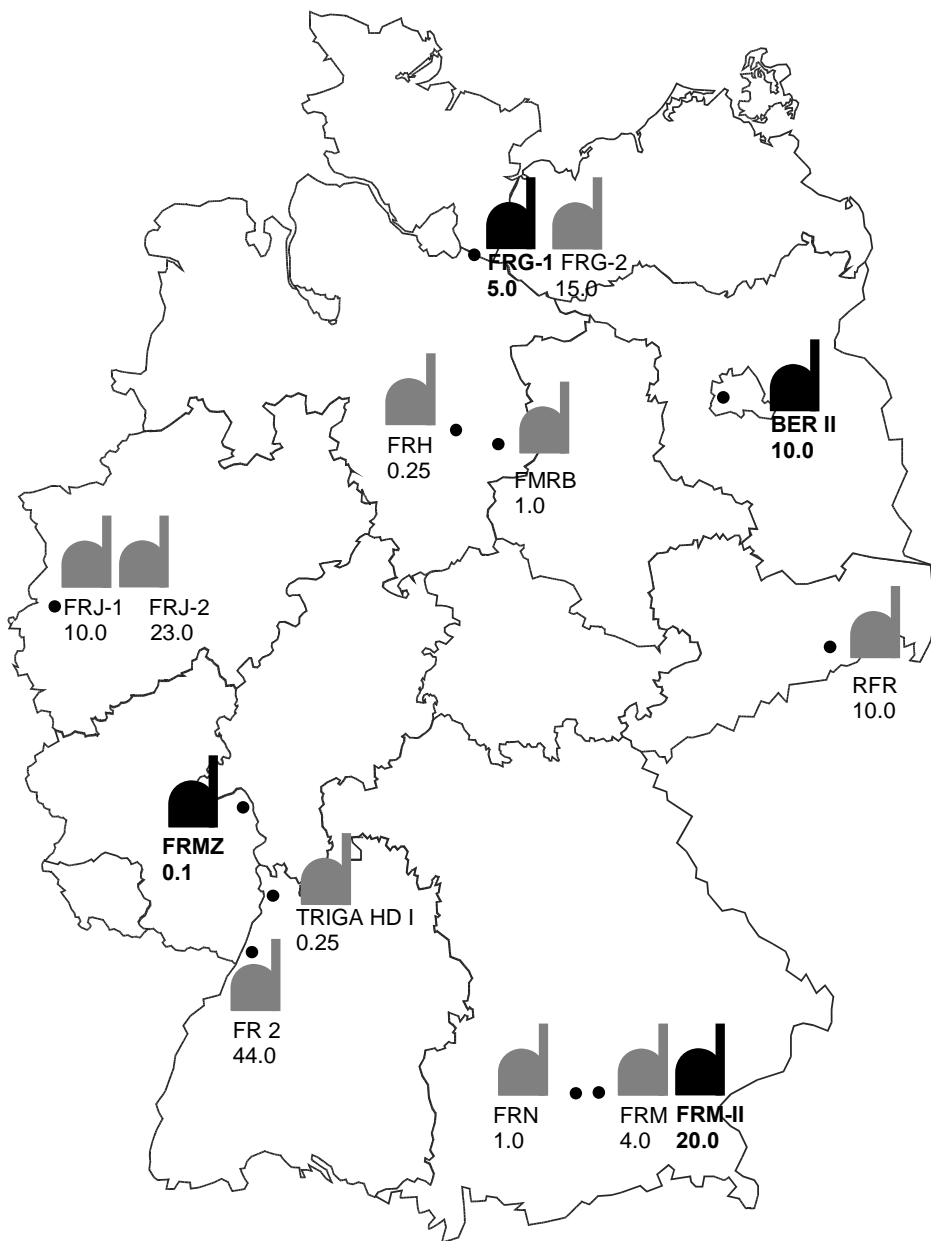 FRG-1 FRG-2
5.0 15.0
BER II
10.0
FRH
0.25
FMRB
1.0
FRJ-1 FRJ-2
10.0 23.0
RFR
10.0
FRMZ
0.1
TRIGA HD I
0.25
FR 2
44.0
FRN FRM FRM-II
1.0 4.0 20.0